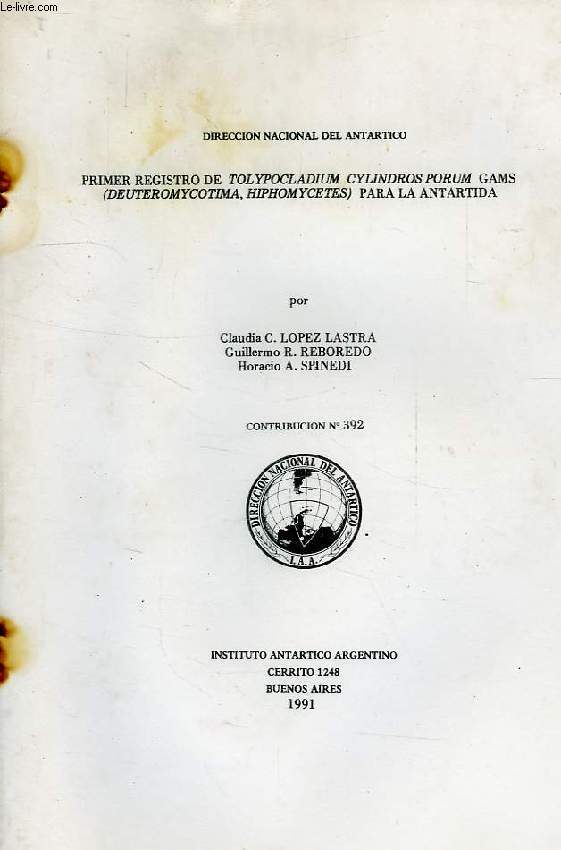 Le-livre.com
DIRECCION NACIONAL DEL ANTARTICO
PRIMER REGISTRO DE TOLYPOCLADIUM CYLINDROSPORUM GAMS
(DEUTEROMYCOTIMA, HIPHOMYCETES) PARA LA ANTARTIDA
por
Claudia C. LOPEZ LASTRA
Guillermo R. REBOREDO
Horacio A. SPINEDI
CONTRIBUCION N° 392
DIRECCION NACIONAL DEL ANTARTICO
I.A.A.
INSTITUTO ANTARTICO ARGENTINO
CERRITO 1248
BUENOS AIRES
1991